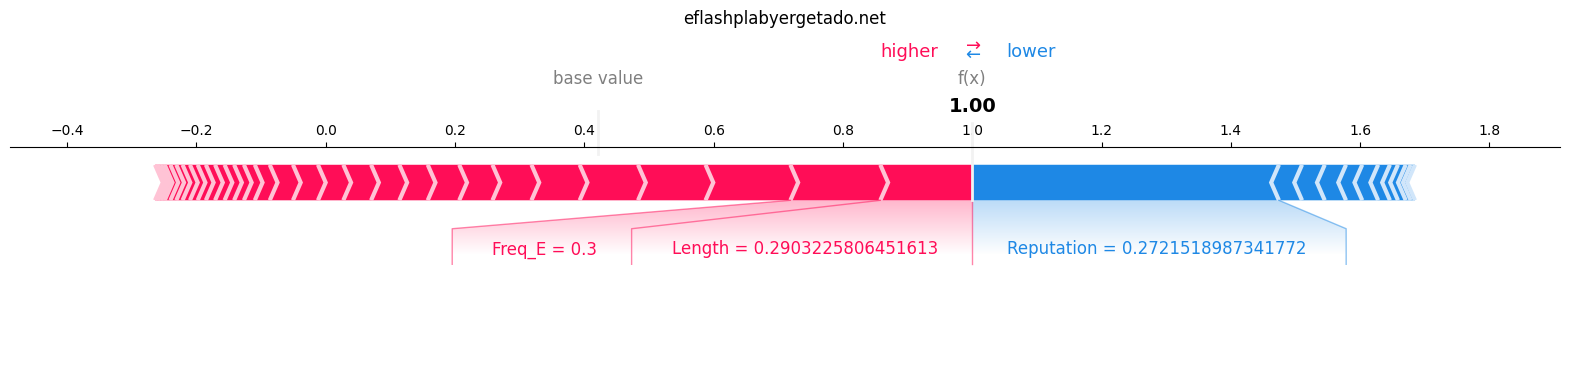 eflashplabyergetado.net
higher ⇄ lower
base value f(x)
1.00
−0.4 −0.2 0.0 0.2 0.4 0.6 0.8 1.0 1.2 1.4 1.6 1.8
Freq_E = 0.3 Length = 0.2903225806451613 Reputation = 0.2721518987341772